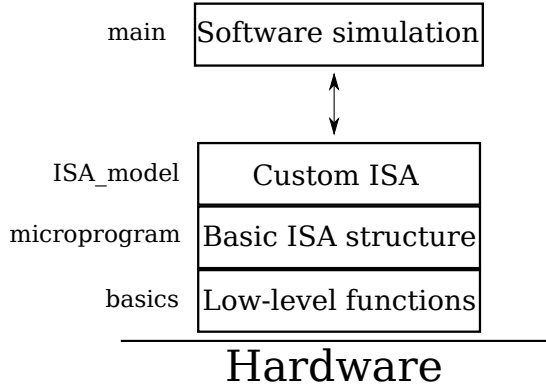 main Software simulation
ISA_model Custom ISA
microprogram Basic ISA structure
basics Low-level functions
Hardware